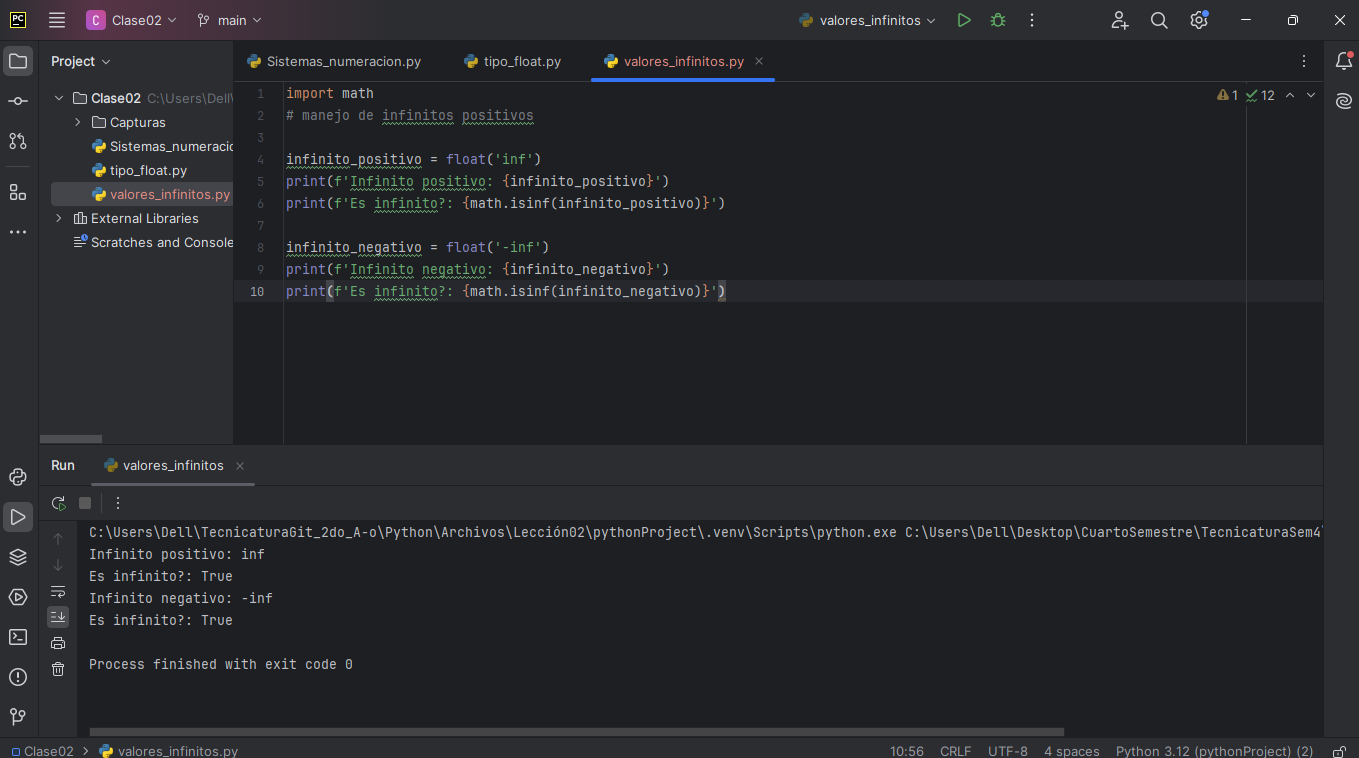 PC C Clase02 main valores_infinitos
Project Sistemas_numeracion.py tipo_float.py valores_infinitos.py
Clase02 C:\Users\Dell\
Capturas
Sistemas_numeracio
tipo_float.py
valores_infinitos.py
External Libraries
Scratches and Console
1 12
1 import math
2 # manejo de infinitos positivos
3
4 infinito_positivo = float('inf')
5 print(f'Infinito positivo: {infinito_positivo}')
6 print(f'Es infinito?: {math.isinf(infinito_positivo)}')
7
8 infinito_negativo = float('-inf')
9 print(f'Infinito negativo: {infinito_negativo}')
10 print(f'Es infinito?: {math.isinf(infinito_negativo)}')
Run valores_infinitos
C:\Users\Dell\TecnicaturaGit_2do_A-o\Python\Archivos\Lección02\pythonProject\.venv\Scripts\python.exe C:\Users\Dell\Desktop\CuartoSemestre\TecnicaturaSem4\
Infinito positivo: inf
Es infinito?: True
Infinito negativo: -inf
Es infinito?: True
Process finished with exit code 0
Clase02 valores_infinitos.py 10:56 CRLF UTF-8 4 spaces Python 3.12 (pythonProject) (2)